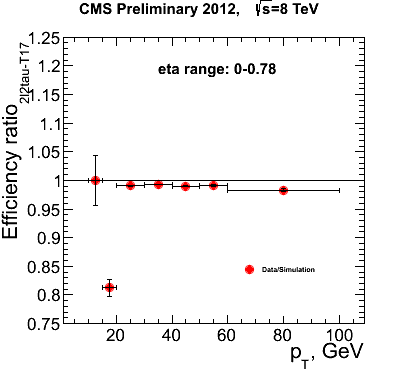 CMS Preliminary 2012, √s=8 TeV
eta range: 0-0.78
Efficiency ratio 2l2tau-T17
1.25
1.2
1.15
1.1
1.05
1
0.95
0.9
0.85
0.8
0.75
Data/Simulation
20 40 60 80 100
pT, GeV